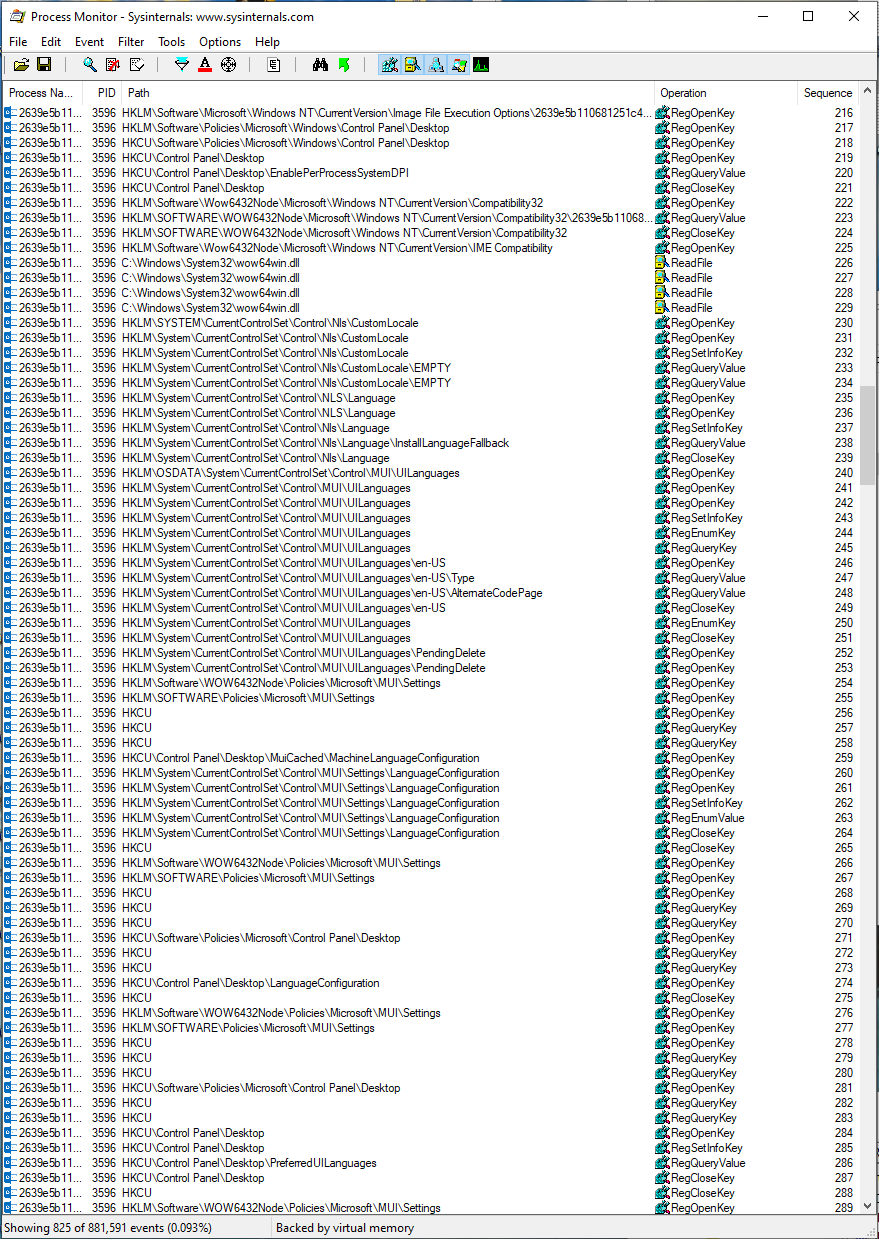 Process Monitor - Sysinternals: www.sysinternals.com
File Edit Event Filter Tools Options Help
Process Na... PID Path Operation Sequence
2639e5b11... 3596 HKLM\Software\Microsoft\Windows NT\CurrentVersion\Image File Execution Options\2639e5b110681251c4... RegOpenKey 216
2639e5b11... 3596 HKLM\Software\Policies\Microsoft\Windows\Control Panel\Desktop RegOpenKey 217
2639e5b11... 3596 HKCU\Software\Policies\Microsoft\Windows\Control Panel\Desktop RegOpenKey 218
2639e5b11... 3596 HKCU\Control Panel\Desktop RegOpenKey 219
2639e5b11... 3596 HKCU\Control Panel\Desktop\EnablePerProcessSystemDPI RegQueryValue 220
2639e5b11... 3596 HKCU\Control Panel\Desktop RegCloseKey 221
2639e5b11... 3596 HKLM\Software\Wow6432Node\Microsoft\Windows NT\CurrentVersion\Compatibility32 RegOpenKey 222
2639e5b11... 3596 HKLM\SOFTWARE\WOW6432Node\Microsoft\Windows NT\CurrentVersion\Compatibility32\2639e5b11068... RegQueryValue 223
2639e5b11... 3596 HKLM\SOFTWARE\WOW6432Node\Microsoft\Windows NT\CurrentVersion\Compatibility32 RegCloseKey 224
2639e5b11... 3596 HKLM\Software\Wow6432Node\Microsoft\Windows NT\CurrentVersion\IME Compatibility RegOpenKey 225
2639e5b11... 3596 C:\Windows\System32\wow64win.dll ReadFile 226
2639e5b11... 3596 C:\Windows\System32\wow64win.dll ReadFile 227
2639e5b11... 3596 C:\Windows\System32\wow64win.dll ReadFile 228
2639e5b11... 3596 C:\Windows\System32\wow64win.dll ReadFile 229
2639e5b11... 3596 HKLM\SYSTEM\CurrentControlSet\Control\Nls\CustomLocale RegOpenKey 230
2639e5b11... 3596 HKLM\System\CurrentControlSet\Control\Nls\CustomLocale RegOpenKey 231
2639e5b11... 3596 HKLM\System\CurrentControlSet\Control\Nls\CustomLocale RegSetInfoKey 232
2639e5b11... 3596 HKLM\System\CurrentControlSet\Control\Nls\CustomLocale\EMPTY RegQueryValue 233
2639e5b11... 3596 HKLM\System\CurrentControlSet\Control\Nls\CustomLocale\EMPTY RegQueryValue 234
2639e5b11... 3596 HKLM\System\CurrentControlSet\Control\NLS\Language RegOpenKey 235
2639e5b11... 3596 HKLM\System\CurrentControlSet\Control\NLS\Language RegOpenKey 236
2639e5b11... 3596 HKLM\System\CurrentControlSet\Control\Nls\Language RegSetInfoKey 237
2639e5b11... 3596 HKLM\System\CurrentControlSet\Control\Nls\Language\InstallLanguageFallback RegQueryValue 238
2639e5b11... 3596 HKLM\System\CurrentControlSet\Control\Nls\Language RegCloseKey 239
2639e5b11... 3596 HKLM\OSDATA\System\CurrentControlSet\Control\MUI\UILanguages RegOpenKey 240
2639e5b11... 3596 HKLM\System\CurrentControlSet\Control\MUI\UILanguages RegOpenKey 241
2639e5b11... 3596 HKLM\System\CurrentControlSet\Control\MUI\UILanguages RegOpenKey 242
2639e5b11... 3596 HKLM\System\CurrentControlSet\Control\MUI\UILanguages RegSetInfoKey 243
2639e5b11... 3596 HKLM\System\CurrentControlSet\Control\MUI\UILanguages RegEnumKey 244
2639e5b11... 3596 HKLM\System\CurrentControlSet\Control\MUI\UILanguages RegQueryKey 245
2639e5b11... 3596 HKLM\System\CurrentControlSet\Control\MUI\UILanguages\en-US RegOpenKey 246
2639e5b11... 3596 HKLM\System\CurrentControlSet\Control\MUI\UILanguages\en-US\Type RegQueryValue 247
2639e5b11... 3596 HKLM\System\CurrentControlSet\Control\MUI\UILanguages\en-US\AlternateCodePage RegQueryValue 248
2639e5b11... 3596 HKLM\System\CurrentControlSet\Control\MUI\UILanguages\en-US RegCloseKey 249
2639e5b11... 3596 HKLM\System\CurrentControlSet\Control\MUI\UILanguages RegEnumKey 250
2639e5b11... 3596 HKLM\System\CurrentControlSet\Control\MUI\UILanguages RegCloseKey 251
2639e5b11... 3596 HKLM\System\CurrentControlSet\Control\MUI\UILanguages\PendingDelete RegOpenKey 252
2639e5b11... 3596 HKLM\System\CurrentControlSet\Control\MUI\UILanguages\PendingDelete RegOpenKey 253
2639e5b11... 3596 HKLM\Software\WOW6432Node\Policies\Microsoft\MUI\Settings RegOpenKey 254
2639e5b11... 3596 HKLM\SOFTWARE\Policies\Microsoft\MUI\Settings RegOpenKey 255
2639e5b11... 3596 HKCU RegOpenKey 256
2639e5b11... 3596 HKCU RegQueryKey 257
2639e5b11... 3596 HKCU RegQueryKey 258
2639e5b11... 3596 HKCU\Control Panel\Desktop\MuiCached\MachineLanguageConfiguration RegOpenKey 259
2639e5b11... 3596 HKLM\System\CurrentControlSet\Control\MUI\Settings\LanguageConfiguration RegOpenKey 260
2639e5b11... 3596 HKLM\System\CurrentControlSet\Control\MUI\Settings\LanguageConfiguration RegOpenKey 261
2639e5b11... 3596 HKLM\System\CurrentControlSet\Control\MUI\Settings\LanguageConfiguration RegSetInfoKey 262
2639e5b11... 3596 HKLM\System\CurrentControlSet\Control\MUI\Settings\LanguageConfiguration RegEnumValue 263
2639e5b11... 3596 HKLM\System\CurrentControlSet\Control\MUI\Settings\LanguageConfiguration RegCloseKey 264
2639e5b11... 3596 HKCU RegCloseKey 265
2639e5b11... 3596 HKLM\Software\WOW6432Node\Policies\Microsoft\MUI\Settings RegOpenKey 266
2639e5b11... 3596 HKLM\SOFTWARE\Policies\Microsoft\MUI\Settings RegOpenKey 267
2639e5b11... 3596 HKCU RegOpenKey 268
2639e5b11... 3596 HKCU RegQueryKey 269
2639e5b11... 3596 HKCU RegQueryKey 270
2639e5b11... 3596 HKCU\Software\Policies\Microsoft\Control Panel\Desktop RegOpenKey 271
2639e5b11... 3596 HKCU RegQueryKey 272
2639e5b11... 3596 HKCU RegQueryKey 273
2639e5b11... 3596 HKCU\Control Panel\Desktop\LanguageConfiguration RegOpenKey 274
2639e5b11... 3596 HKCU RegCloseKey 275
2639e5b11... 3596 HKLM\Software\WOW6432Node\Policies\Microsoft\MUI\Settings RegOpenKey 276
2639e5b11... 3596 HKLM\SOFTWARE\Policies\Microsoft\MUI\Settings RegOpenKey 277
2639e5b11... 3596 HKCU RegOpenKey 278
2639e5b11... 3596 HKCU RegQueryKey 279
2639e5b11... 3596 HKCU RegQueryKey 280
2639e5b11... 3596 HKCU\Software\Policies\Microsoft\Control Panel\Desktop RegOpenKey 281
2639e5b11... 3596 HKCU RegQueryKey 282
2639e5b11... 3596 HKCU RegQueryKey 283
2639e5b11... 3596 HKCU\Control Panel\Desktop RegOpenKey 284
2639e5b11... 3596 HKCU\Control Panel\Desktop RegSetInfoKey 285
2639e5b11... 3596 HKCU\Control Panel\Desktop\PreferredUILanguages RegQueryValue 286
2639e5b11... 3596 HKCU\Control Panel\Desktop RegCloseKey 287
2639e5b11... 3596 HKCU RegCloseKey 288
2639e5b11... 3596 HKLM\Software\WOW6432Node\Policies\Microsoft\MUI\Settings RegOpenKey 289
Showing 825 of 881,591 events (0.093%) Backed by virtual memory